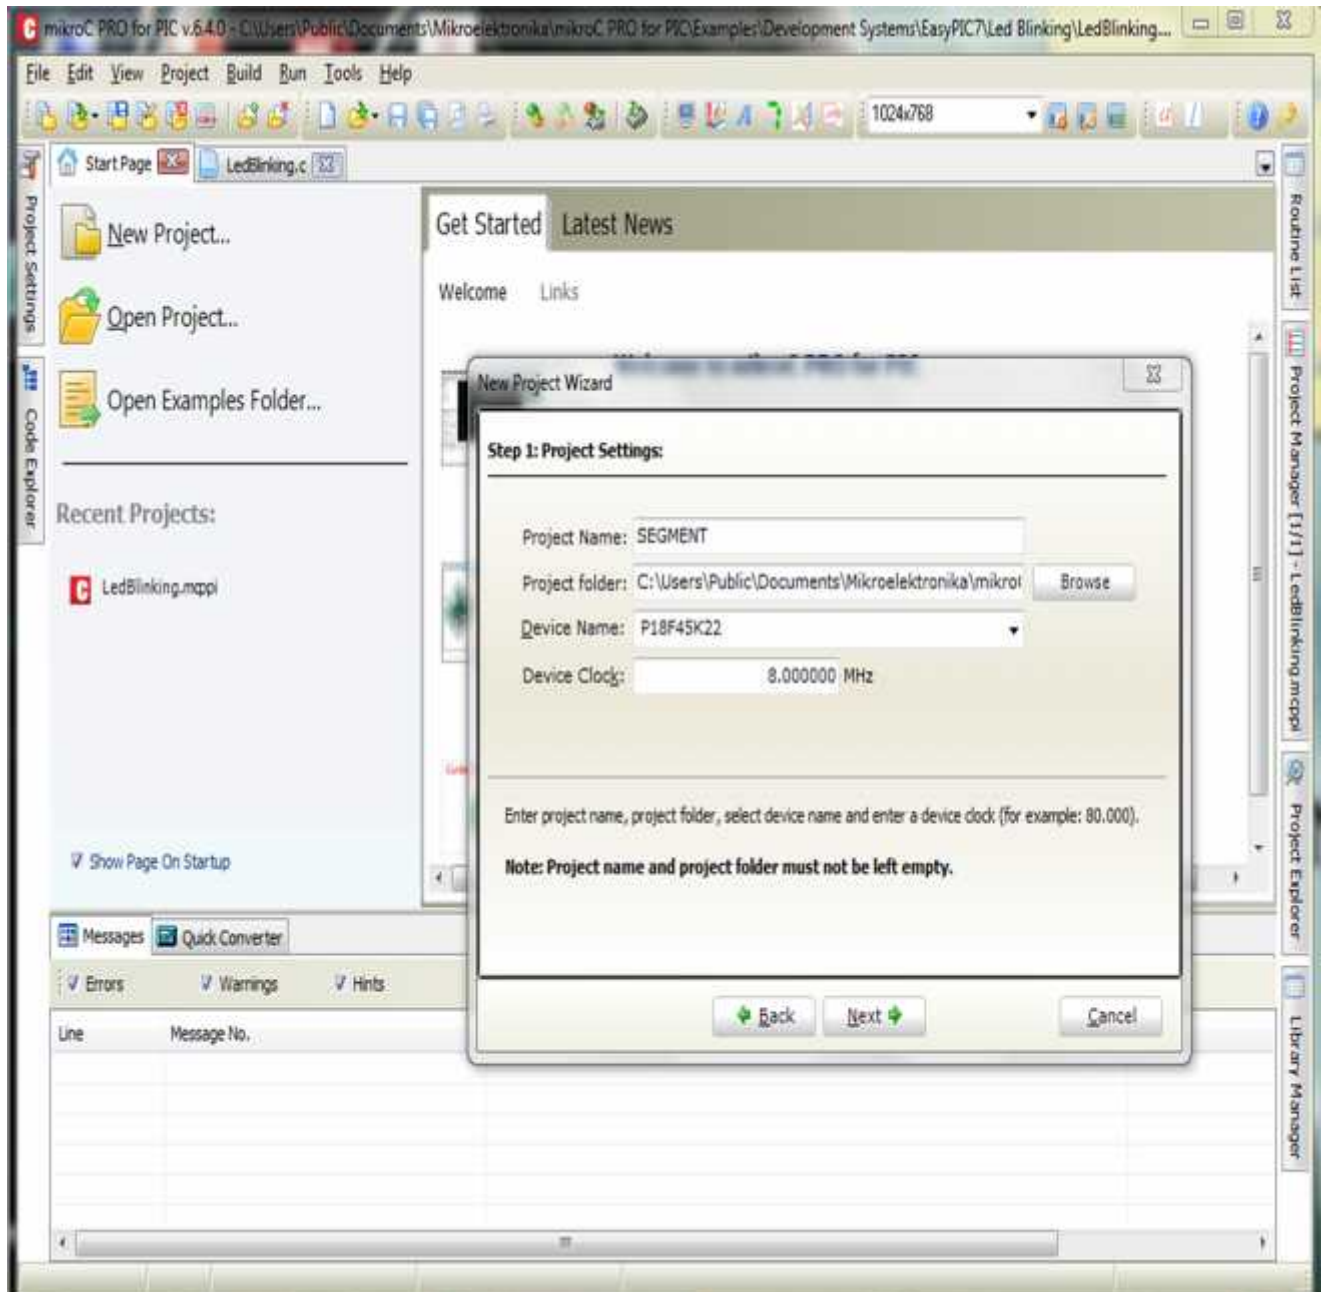 mikroC PRO for PIC v.6.4.0 - C:\Users\Public\Documents\Mikroelektronika\mikroC PRO for PIC\Examples\Development Systems\EasyPIC7\Led Blinking\LedBlinking...
File Edit View Project Build Run Tools Help
1024x768
Start Page LedBlinking.c
Project Settings
Code Explorer
New Project...
Open Project...
Open Examples Folder...
Recent Projects:
LedBlinking.mcppi
Show Page On Startup
Get Started Latest News
Welcome Links
Welcome to mikroC PRO for PIC
New Project Wizard
Step 1: Project Settings:
Project Name: SEGMENT
Project folder: C:\Users\Public\Documents\Mikroelektronika\mikro
Browse
Device Name: P18F45K22
Device Clock: 8.000000 MHz
Enter project name, project folder, select device name and enter a device clock (for example: 80.000).
Note: Project name and project folder must not be left empty.
Back Next Cancel
Routine List
Project Manager [1/1] - LedBlinking.mcppi
Project Explorer
Library Manager
Messages Quick Converter
Errors Warnings Hints
Line Message No.